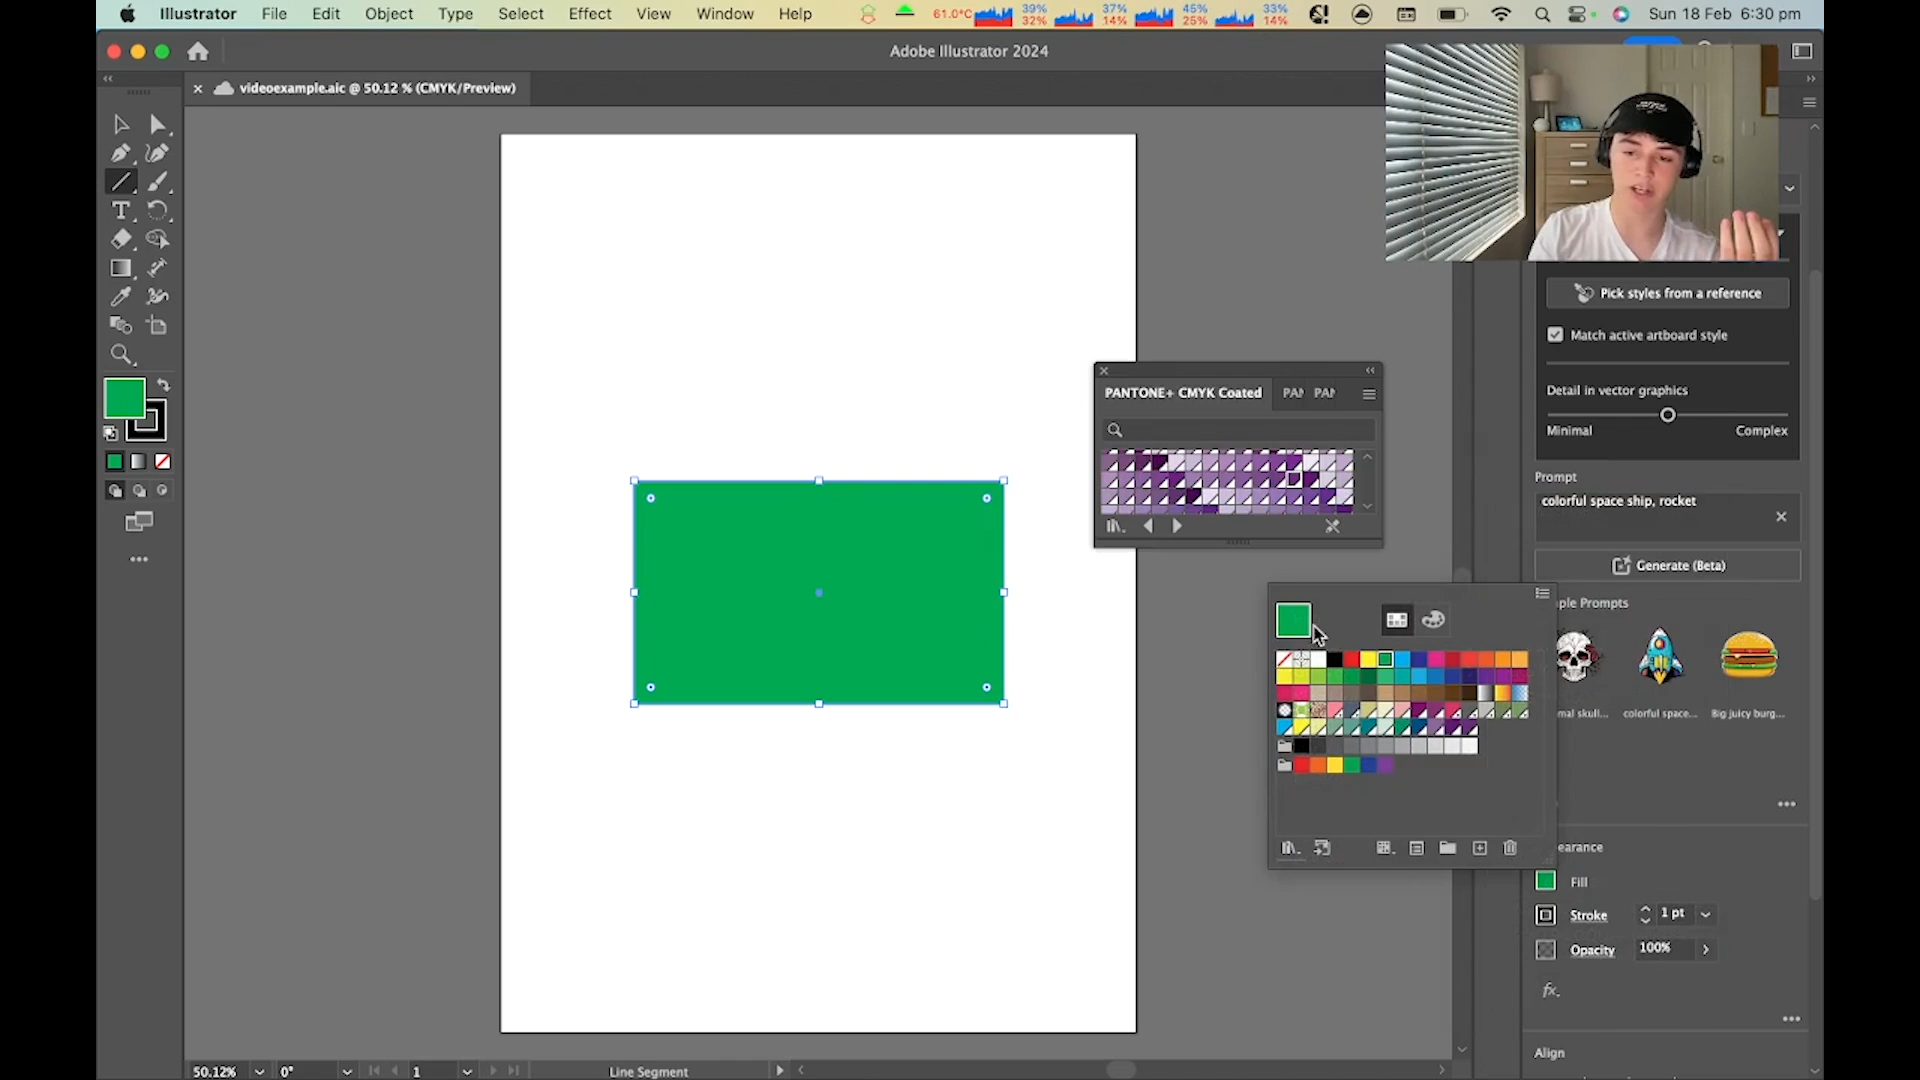 Illustrator File Edit Object Type Select Effect View Window Help 61.0°C 39% 32% 37% 14% 45% 25% 33% 14% Sun 18 Feb 6:30 pm
Adobe Illustrator 2024
videoexample.aic @ 50.12 % (CMYK/Preview)
Pick styles from a reference
Match active artboard style
Detail in vector graphics
Minimal Complex
PANTONE+ CMYK Coated PAN PAN
Prompt
colorful space ship, rocket
Generate (Beta)
ple Prompts
mal skull... colorful space... Big juicy burg...
earance
Fill
Stroke 1 pt
Opacity 100%
fx.
Align
50.12% 0° 1 Line Segment